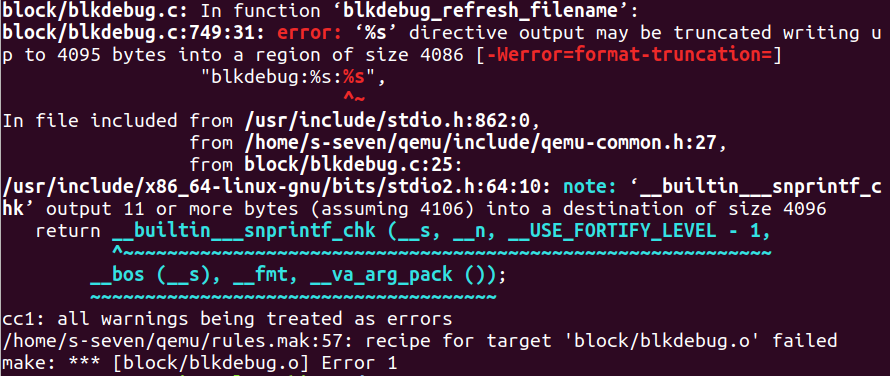 block/blkdebug.c: In function ‘blkdebug_refresh_filename’:
block/blkdebug.c:749:31: error: ‘%s’ directive output may be truncated writing u
p to 4095 bytes into a region of size 4086 [-Werror=format-truncation=]
"blkdebug:%s:%s",
^~
In file included from /usr/include/stdio.h:862:0,
from /home/s-seven/qemu/include/qemu-common.h:27,
from block/blkdebug.c:25:
/usr/include/x86_64-linux-gnu/bits/stdio2.h:64:10: note: ‘__builtin___snprintf_c
hk’ output 11 or more bytes (assuming 4106) into a destination of size 4096
return __builtin___snprintf_chk (__s, __n, __USE_FORTIFY_LEVEL - 1,
^~~~~~~~~~~~~~~~~~~~~~~~~~~~~~~~~~~~~~~~~~~~~~~~~~~~~~~~~~
__bos (__s), __fmt, __va_arg_pack ());
~~~~~~~~~~~~~~~~~~~~~~~~~~~~~~~~~~~~~
cc1: all warnings being treated as errors
/home/s-seven/qemu/rules.mak:57: recipe for target 'block/blkdebug.o' failed
make: *** [block/blkdebug.o] Error 1